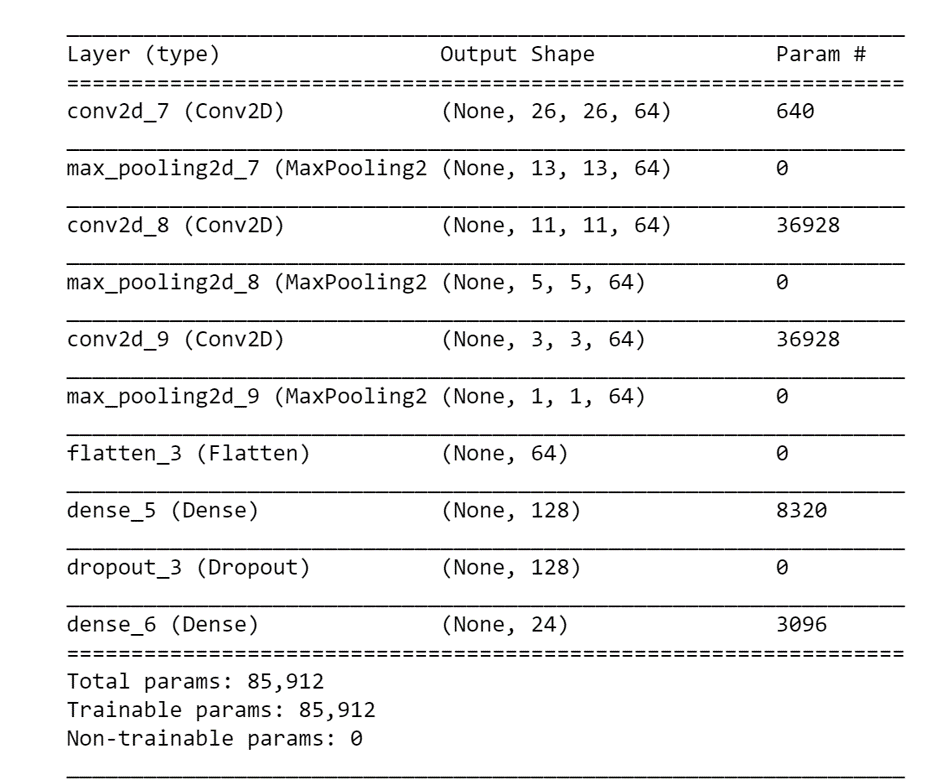 Layer (type) Output Shape Param #
=================================================================
conv2d_7 (Conv2D) (None, 26, 26, 64) 640
max_pooling2d_7 (MaxPooling2 (None, 13, 13, 64) 0
conv2d_8 (Conv2D) (None, 11, 11, 64) 36928
max_pooling2d_8 (MaxPooling2 (None, 5, 5, 64) 0
conv2d_9 (Conv2D) (None, 3, 3, 64) 36928
max_pooling2d_9 (MaxPooling2 (None, 1, 1, 64) 0
flatten_3 (Flatten) (None, 64) 0
dense_5 (Dense) (None, 128) 8320
dropout_3 (Dropout) (None, 128) 0
dense_6 (Dense) (None, 24) 3096
=================================================================
Total params: 85,912
Trainable params: 85,912
Non-trainable params: 0